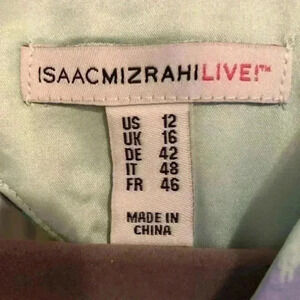 ISAACMIZRAHILIVE!™
US 12
UK 16
DE 42
IT 48
FR 46
MADE IN
CHINA